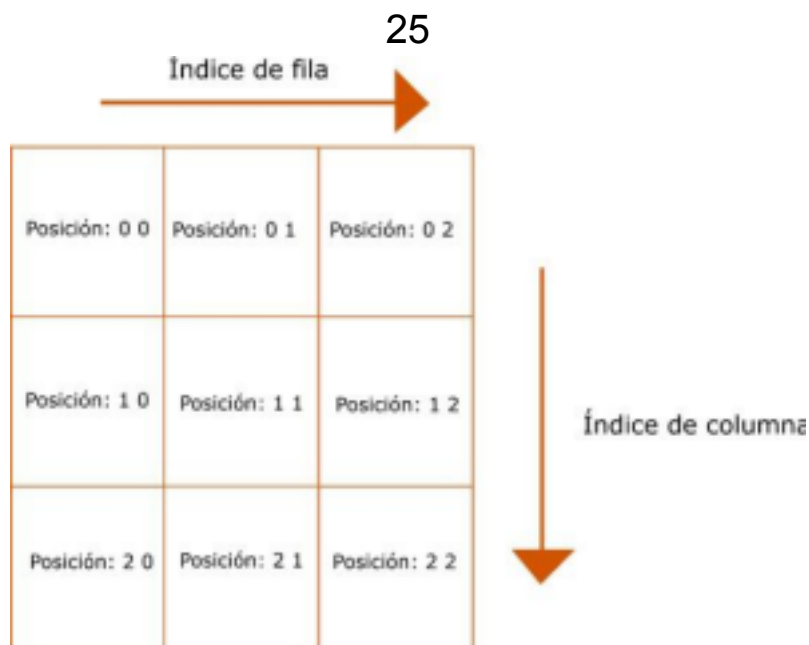 25
Índice de fila
Posición: 0 0 Posición: 0 1 Posición: 0 2
Posición: 1 0 Posición: 1 1 Posición: 1 2
Índice de columna
Posición: 2 0 Posición: 2 1 Posición: 2 2